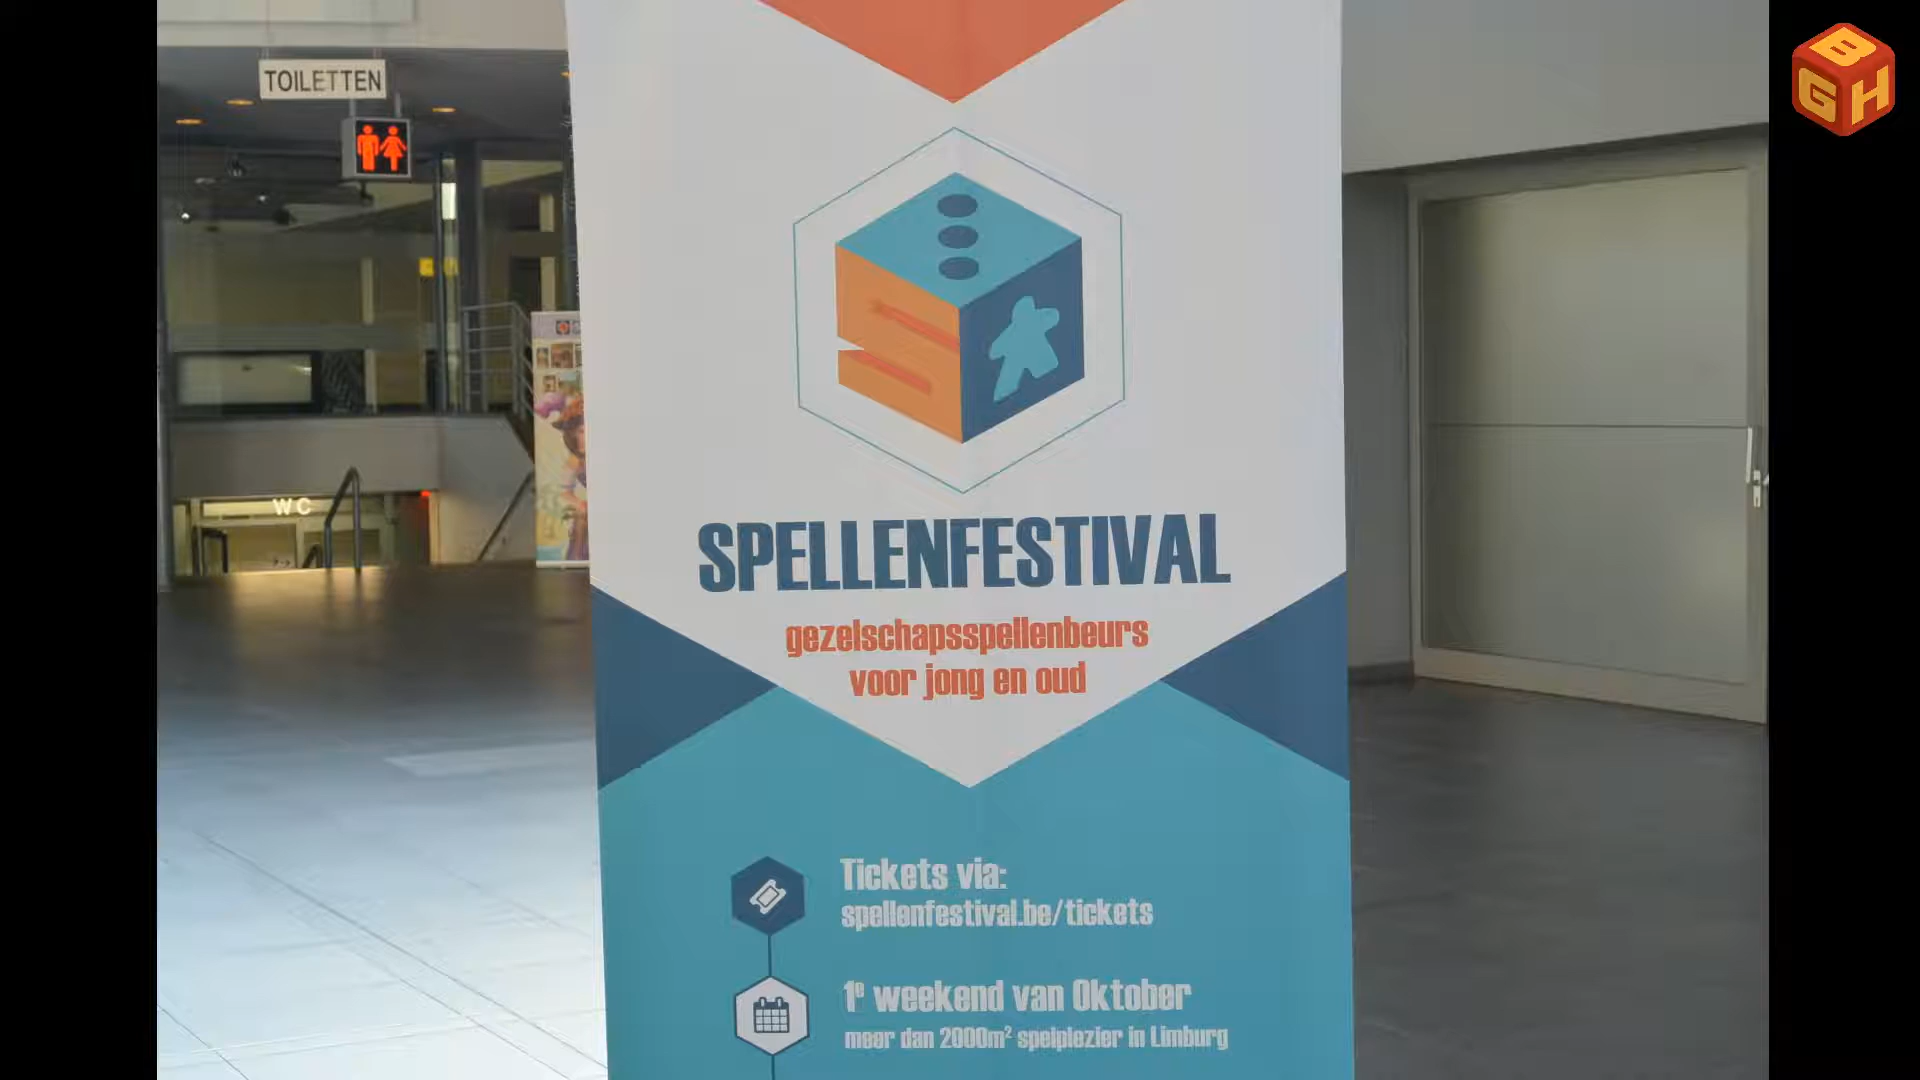 TOILETTEN
WC
SPELLENFESTIVAL
gezelschapsspellenbeurs
voor jong en oud
Tickets via:
spellenfestival.be/tickets
1e weekend van Oktober
meer dan 2000m² spelplezier in Limburg
BGH